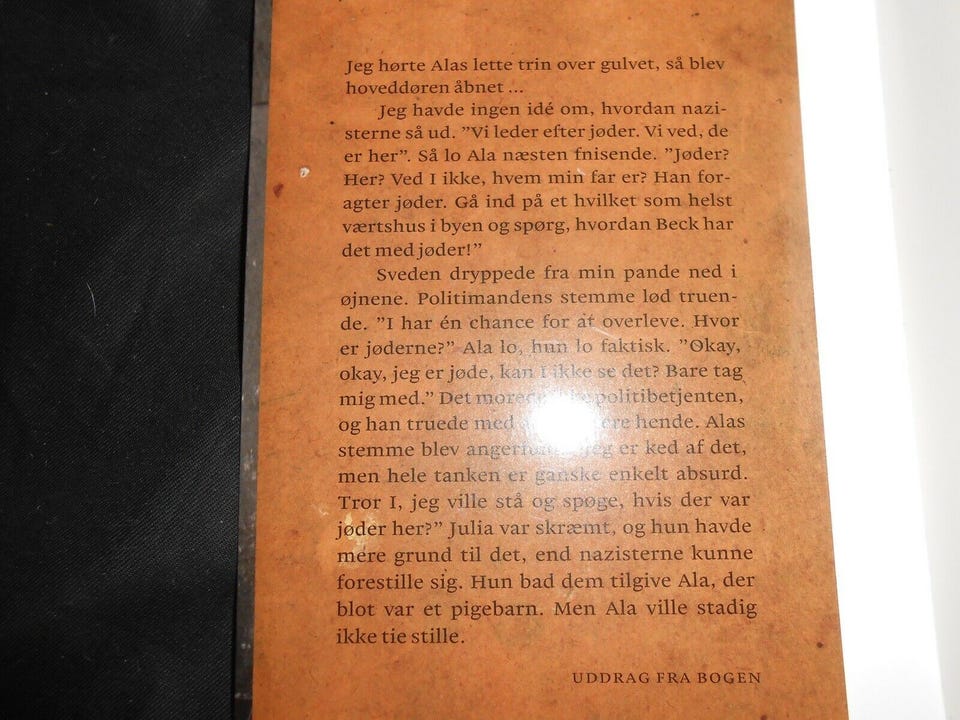 Jeg hørte Alas lette trin over gulvet, så blev
hoveddøren åbnet ...
Jeg havde ingen idé om, hvordan nazi-
sterne så ud. ”Vi leder efter jøder. Vi ved, de
er her”. Så lo Ala næsten fnisende. ”Jøder?
Her? Ved I ikke, hvem min far er? Han for-
agter jøder. Gå ind på et hvilket som helst
værtshus i byen og spørg, hvordan Beck har
det med jøder!”
Sveden dryppede fra min pande ned i
øjnene. Politimandens stemme lød truen-
de. ”I har én chance for at overleve. Hvor
er jøderne?” Ala lo, hun lo faktisk. ”Okay,
okay, jeg er jøde, kan I ikke se det? Bare tag
mig med.” Det morede ikke politibetjenten,
og han truede med hende. Alas
stemme blev jeg er ked af det,
men hele tanken er ganske enkelt absurd.
Tror I, jeg ville stå og spøge, hvis der var
jøder her?” Julia var skræmt, og hun havde
mere grund til det, end nazisterne kunne
forestille sig. Hun bad dem tilgive Ala, der
blot var et pigebarn. Men Ala ville stadig
ikke tie stille.
UDDRAG FRA BOGEN